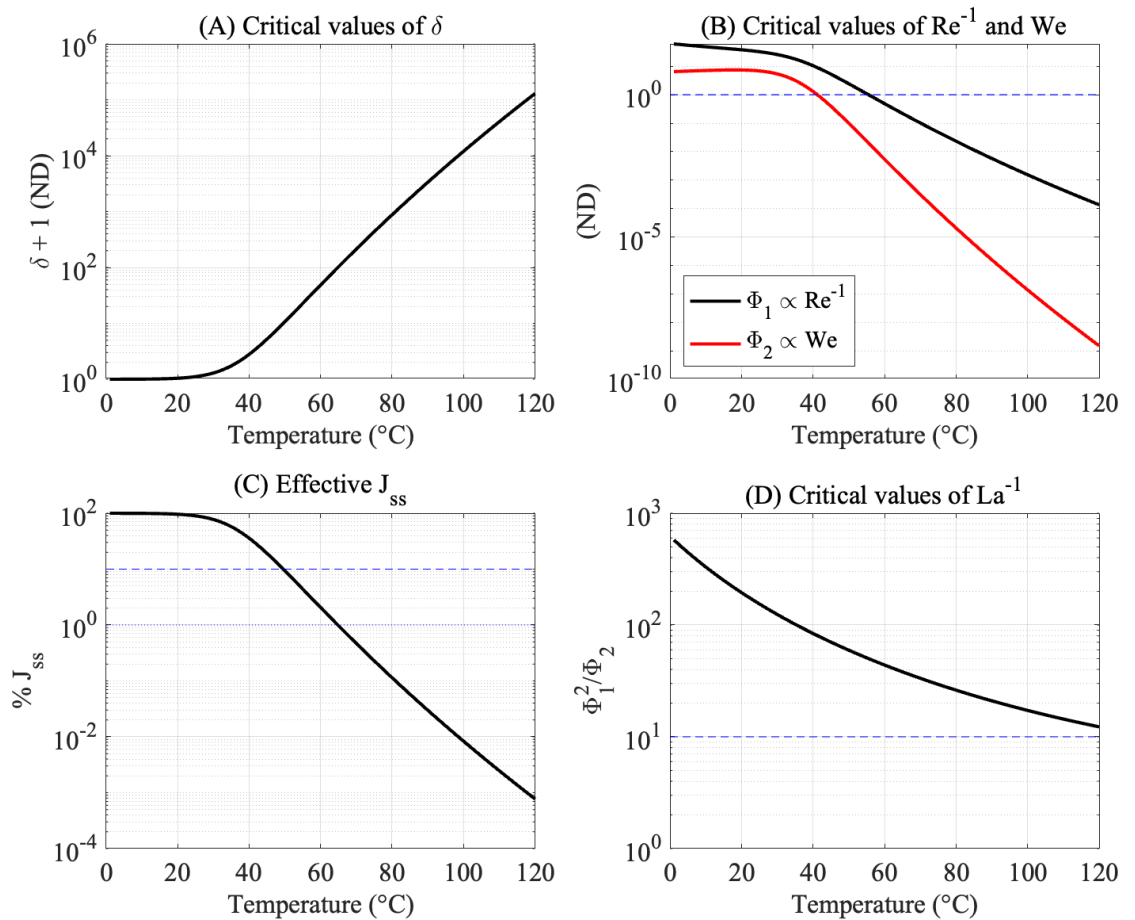 (A) Critical values of δ
10^6
10^4
10^2
10^0
δ + 1 (ND)
0 20 40 60 80 100 120
Temperature (°C)
(B) Critical values of Re^-1 and We
10^0
10^-5
10^-10
(ND)
Φ_1 ∝ Re^-1
Φ_2 ∝ We
0 20 40 60 80 100 120
Temperature (°C)
(C) Effective J_ss
10^2
10^0
10^-2
10^-4
% J_ss
0 20 40 60 80 100 120
Temperature (°C)
(D) Critical values of La^-1
10^3
10^2
10^1
10^0
Φ_1^2/Φ_2
0 20 40 60 80 100 120
Temperature (°C)